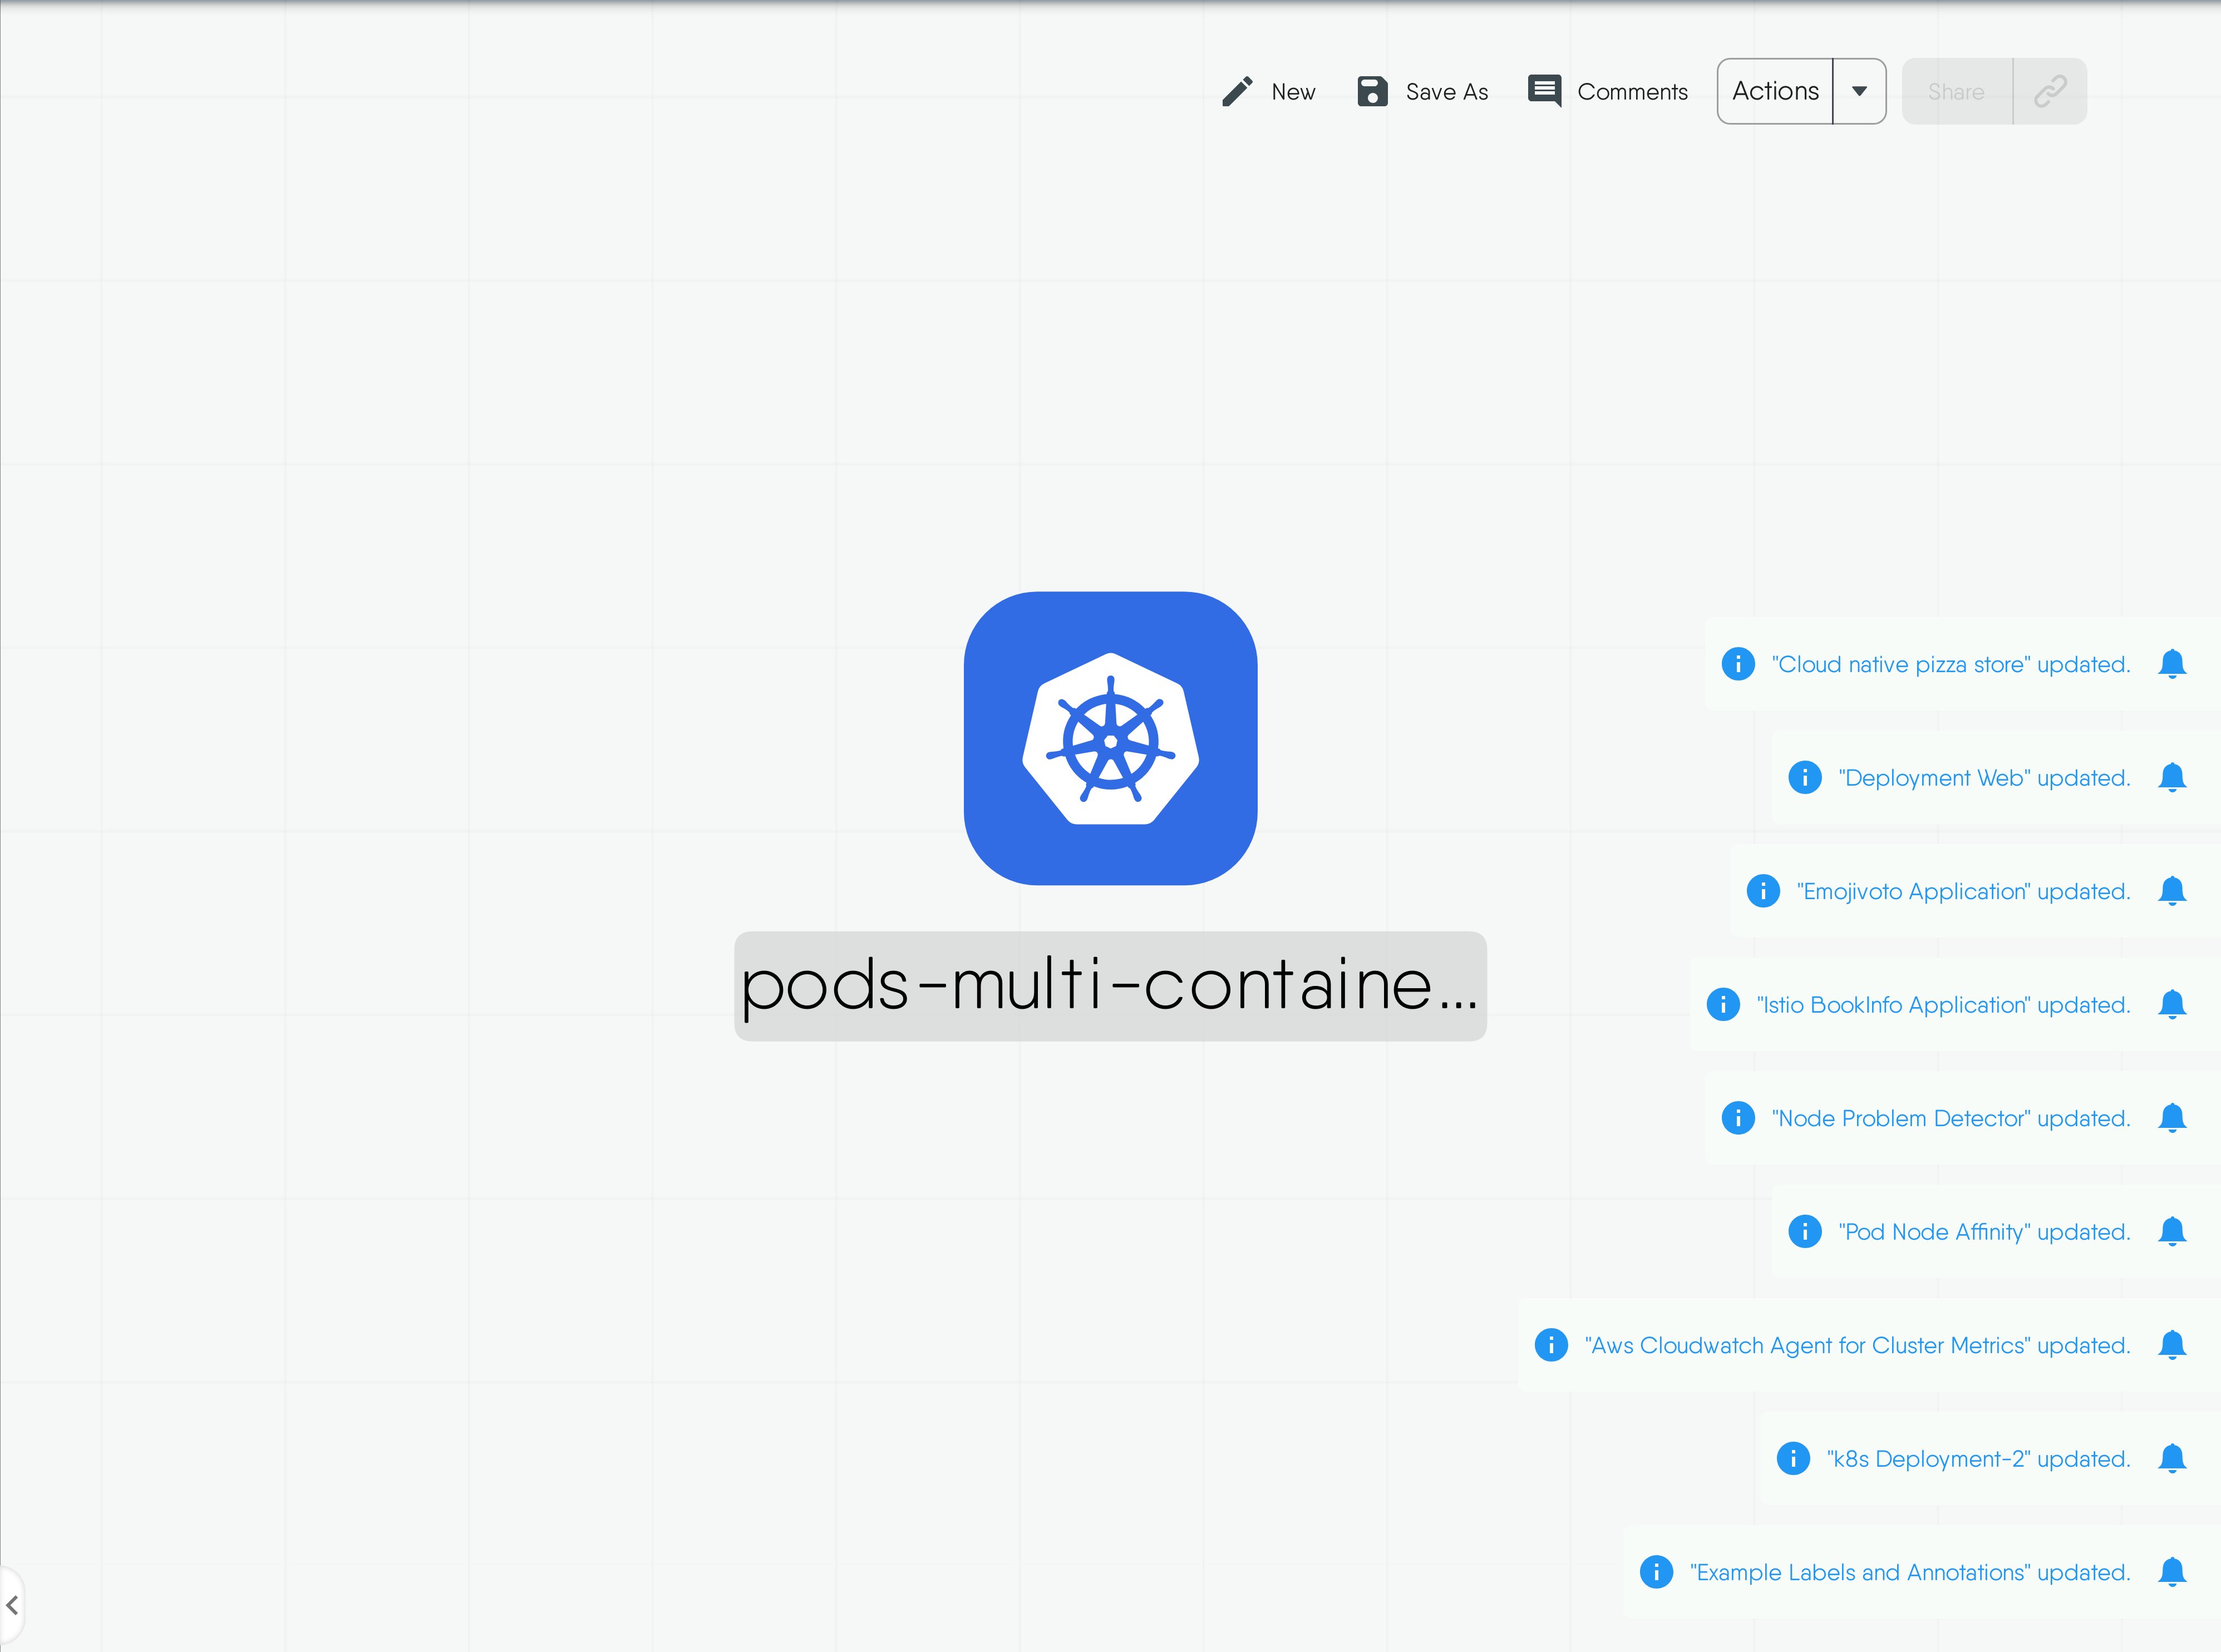 New Save As Comments Actions Share
pods-multi-containe...
"Cloud native pizza store" updated.
"Deployment Web" updated.
"Emojivoto Application" updated.
"Istio BookInfo Application" updated.
"Node Problem Detector" updated.
"Pod Node Affinity" updated.
"Aws Cloudwatch Agent for Cluster Metrics" updated.
"k8s Deployment-2" updated.
"Example Labels and Annotations" updated.